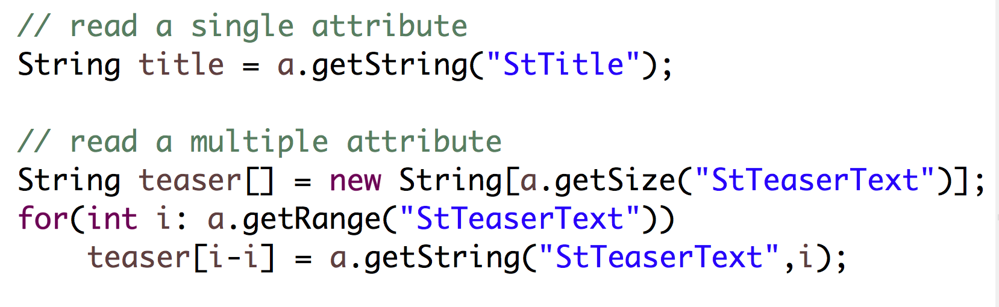 // read a single attribute
String title = a.getString("StTitle");
// read a multiple attribute
String teaser[] = new String[a.getSize("StTeaserText")];
for(int i: a.getRange("StTeaserText"))
teaser[i-i] = a.getString("StTeaserText",i);